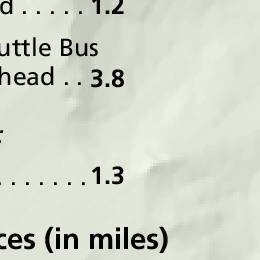 d . . . . . 1.2
uttle Bus
head . . 3.8
. . . . . . . 1.3
ces (in miles)